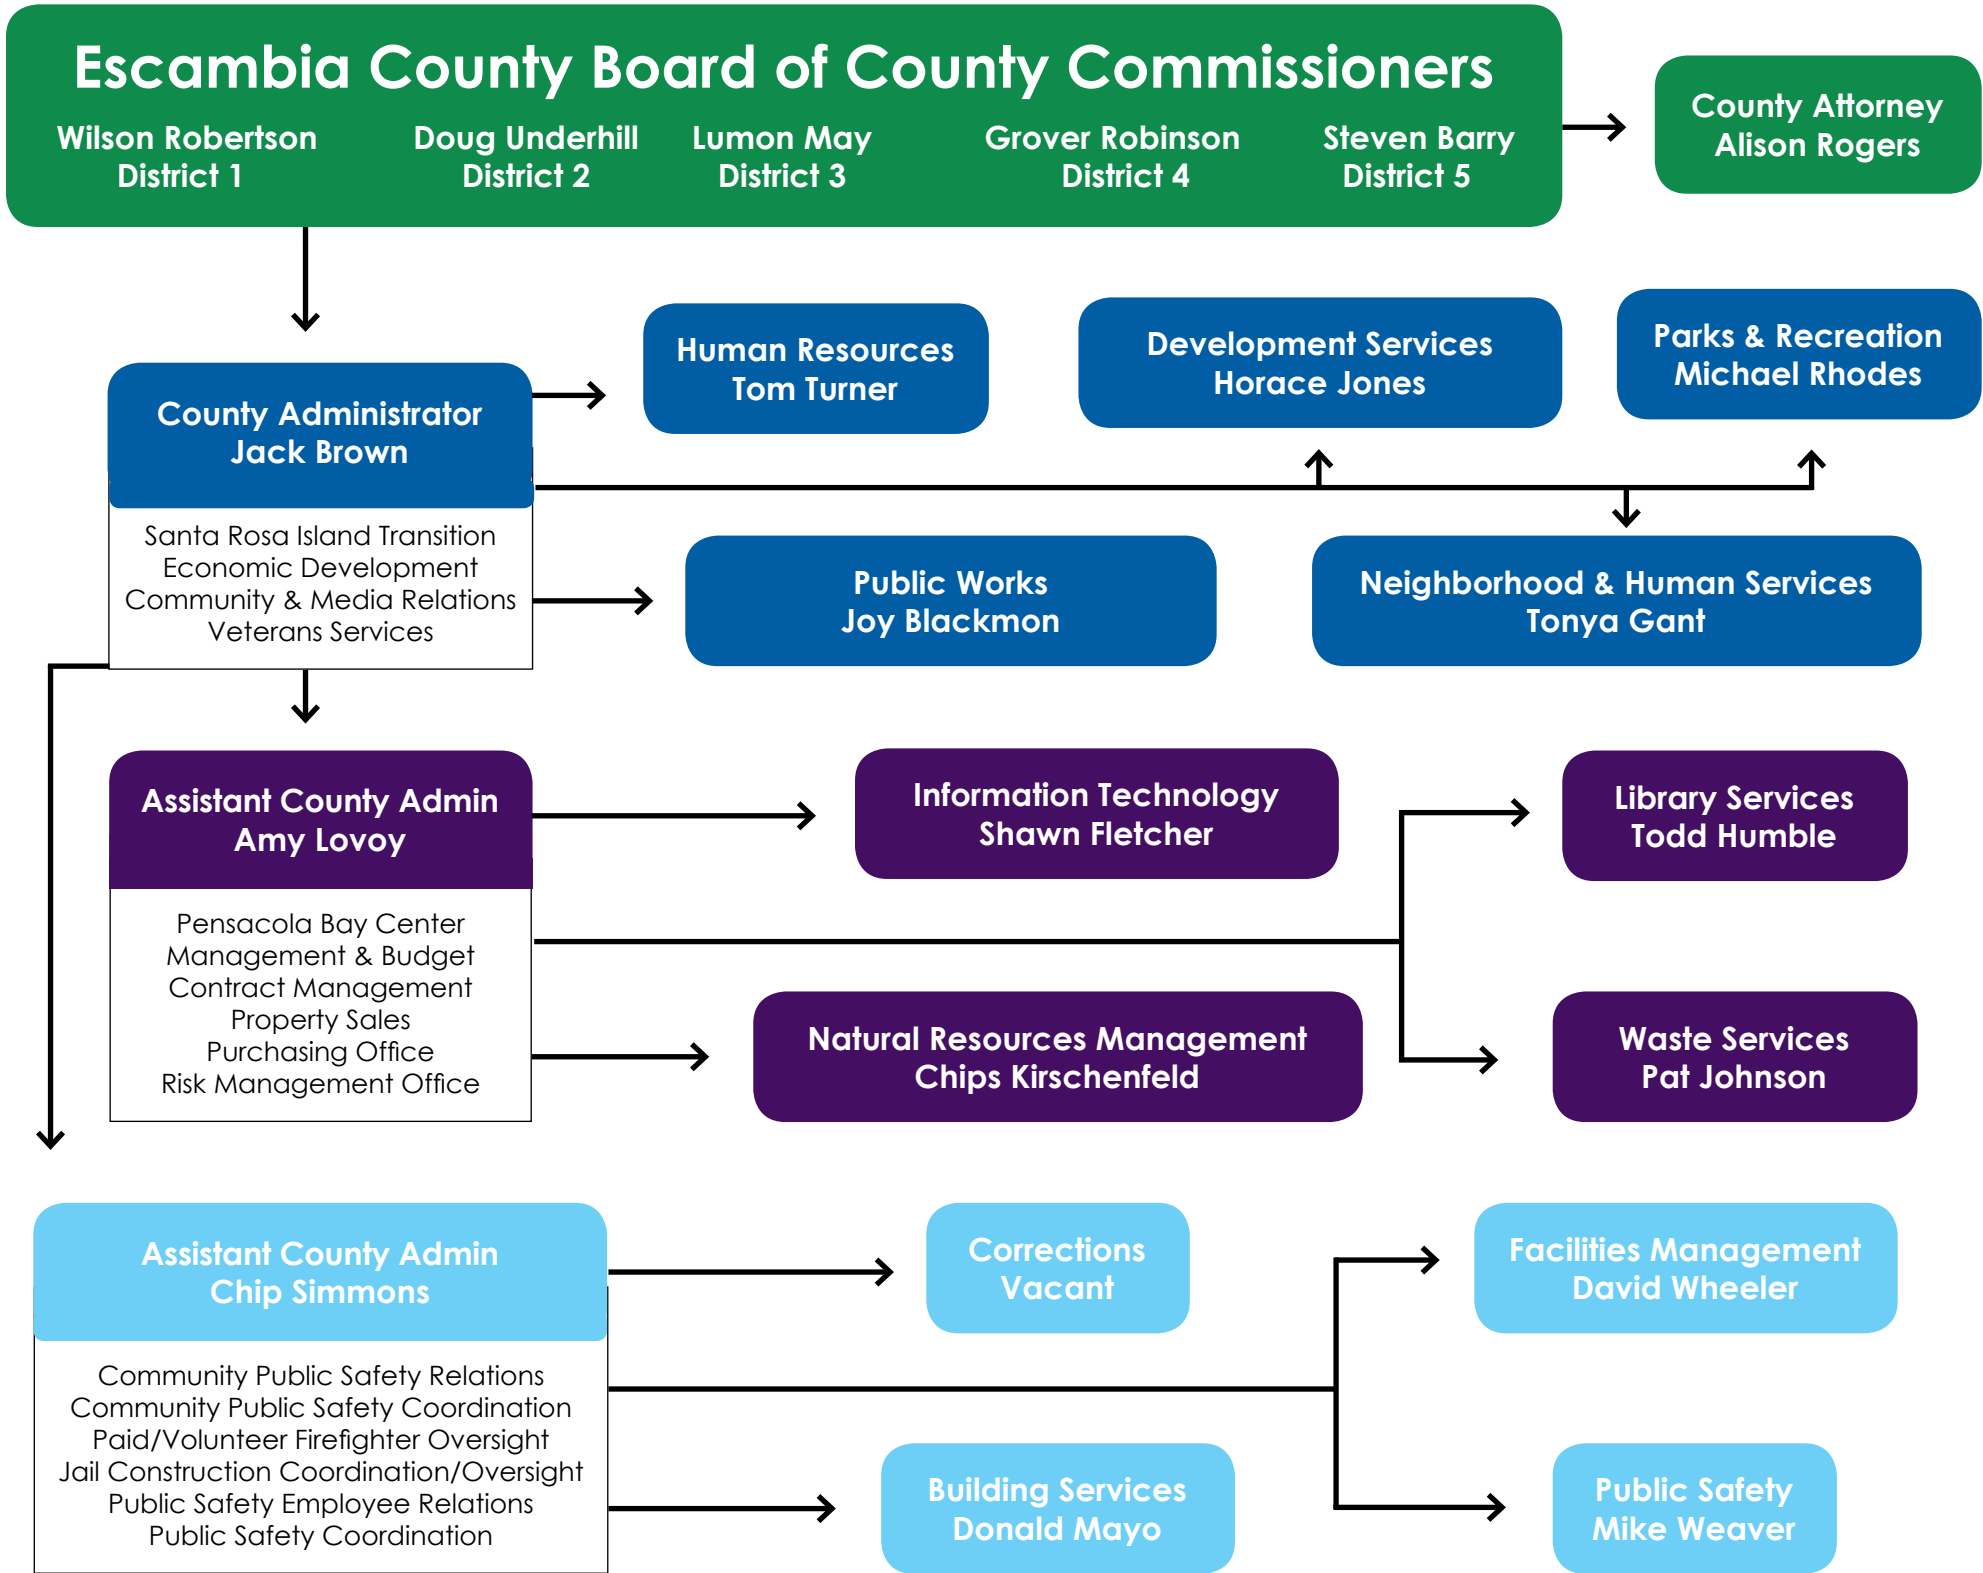 Escambia County Board of County Commissioners
Wilson Robertson
District 1
Doug Underhill
District 2
Lumon May
District 3
Grover Robinson
District 4
Steven Barry
District 5
County Attorney
Alison Rogers
County Administrator
Jack Brown
Santa Rosa Island Transition
Economic Development
Community & Media Relations
Veterans Services
Human Resources
Tom Turner
Development Services
Horace Jones
Parks & Recreation
Michael Rhodes
Public Works
Joy Blackmon
Neighborhood & Human Services
Tonya Gant
Assistant County Admin
Amy Lovoy
Pensacola Bay Center
Management & Budget
Contract Management
Property Sales
Purchasing Office
Risk Management Office
Information Technology
Shawn Fletcher
Library Services
Todd Humble
Natural Resources Management
Chips Kirschenfeld
Waste Services
Pat Johnson
Assistant County Admin
Chip Simmons
Community Public Safety Relations
Community Public Safety Coordination
Paid/Volunteer Firefighter Oversight
Jail Construction Coordination/Oversight
Public Safety Employee Relations
Public Safety Coordination
Corrections
Vacant
Facilities Management
David Wheeler
Building Services
Donald Mayo
Public Safety
Mike Weaver